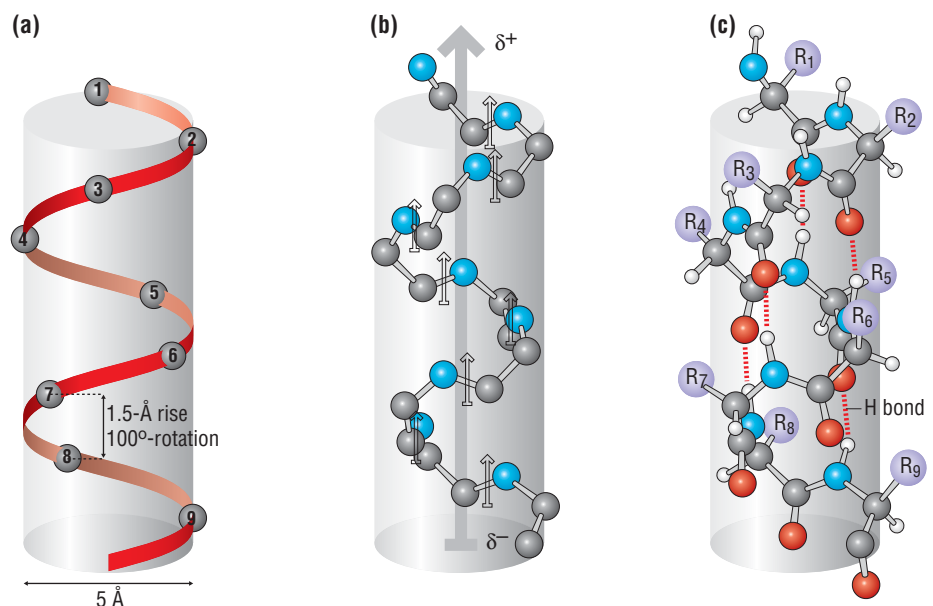 (a)
1
2
3
4
5
6
7
1.5-Å rise
100º-rotation
8
9
5 Å
(b)
δ+
δ–
(c)
R1
R2
R3
R4
R5
R6
R7
H bond
R8
R9